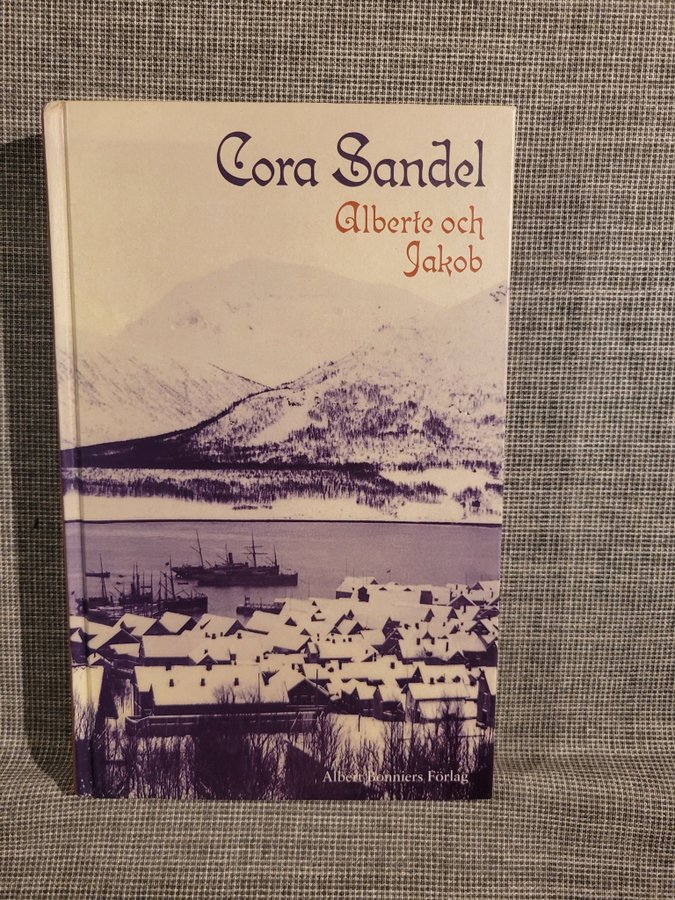 Cora Sandel
Alberte och
Jakob
Albert Bonniers Förlag